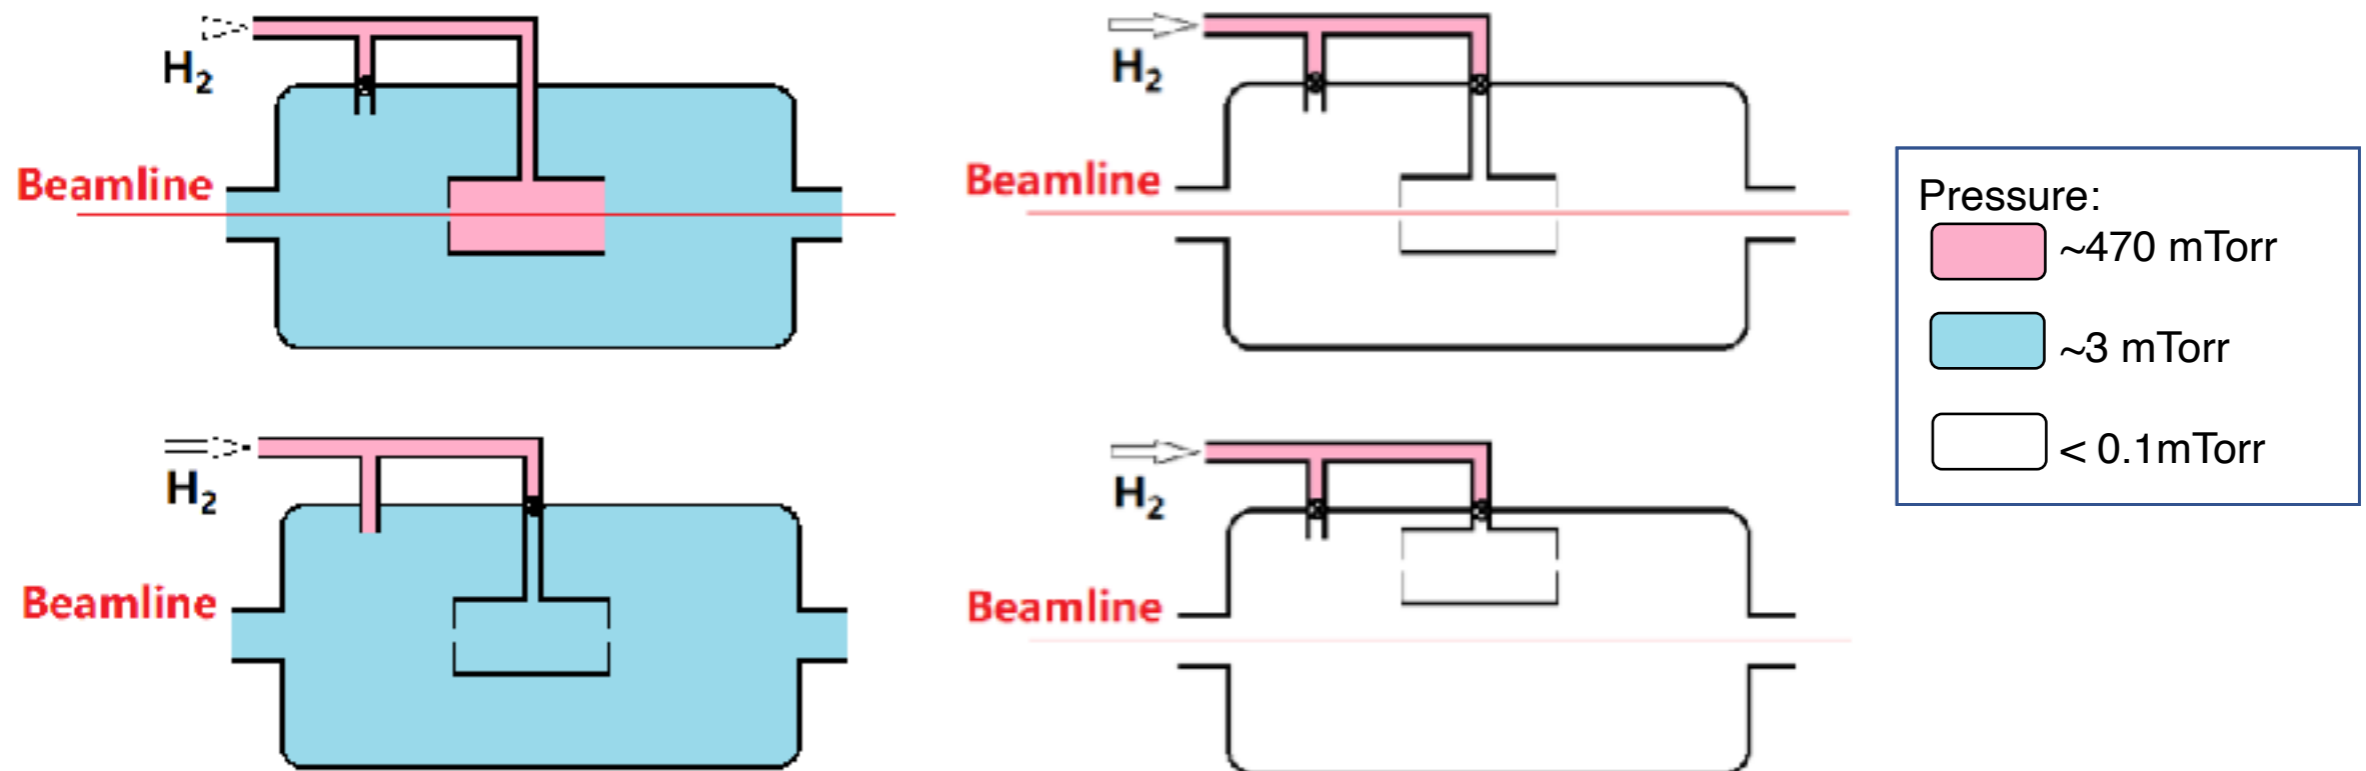 H₂
Beamline
H₂
Beamline
Pressure:
~470 mTorr
~3 mTorr
< 0.1mTorr
H₂
Beamline
H₂
Beamline